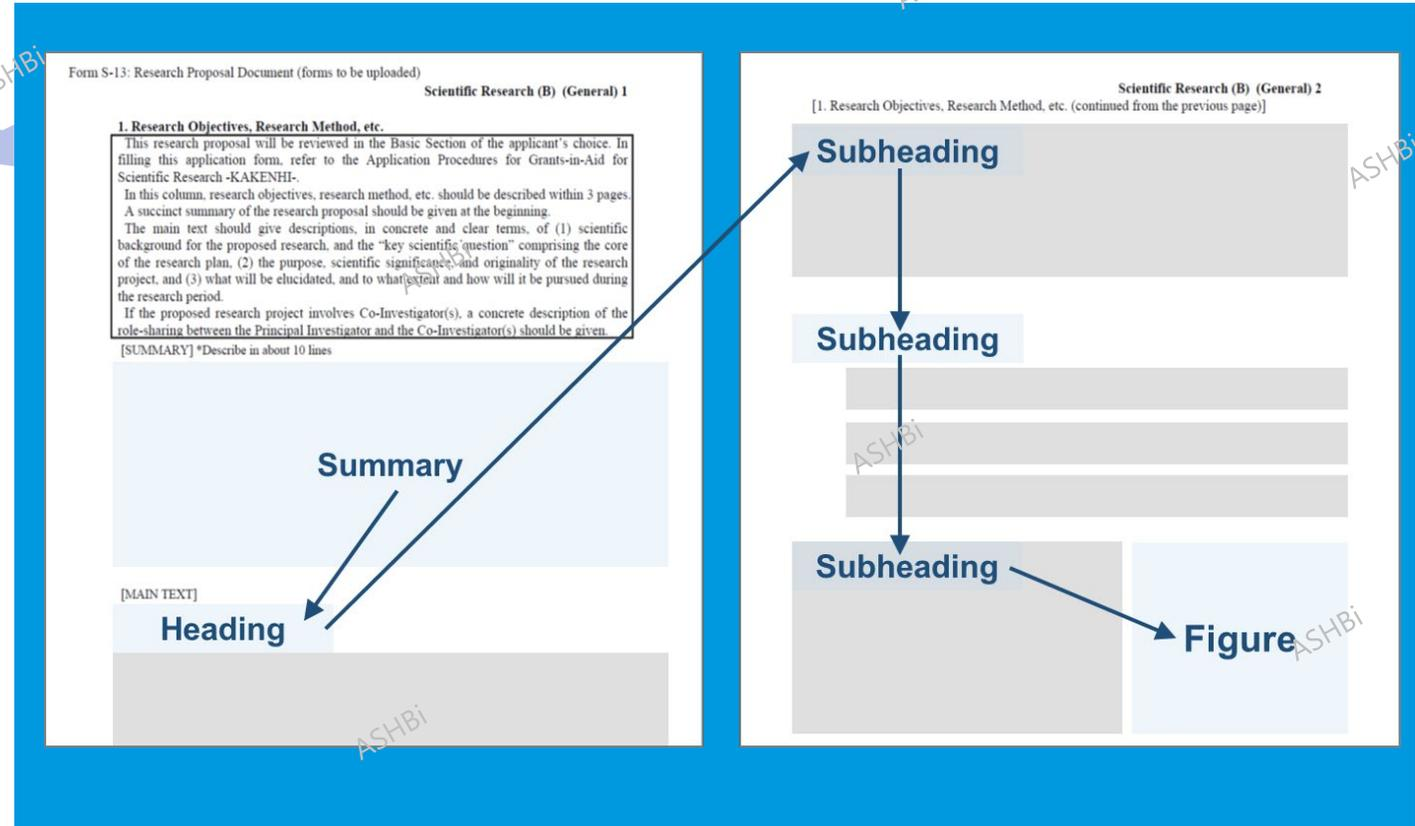 Form S-13: Research Proposal Document (forms to be uploaded)
Scientific Research (B) (General) 1
1. Research Objectives, Research Method, etc.
This research proposal will be reviewed in the Basic Section of the applicant's choice. In
filling this application form, refer to the Application Procedures for Grants-in-Aid for
Scientific Research -KAKENHI-.
In this column, research objectives, research method, etc. should be described within 3 pages.
A succinct summary of the research proposal should be given at the beginning.
The main text should give descriptions, in concrete and clear terms, of (1) scientific
background for the proposed research, and the “key scientific question” comprising the core
of the research plan, (2) the purpose, scientific significance, and originality of the research
project, and (3) what will be elucidated, and to what extent and how will it be pursued during
the research period.
If the proposed research project involves Co-Investigator(s), a concrete description of the
role-sharing between the Principal Investigator and the Co-Investigator(s) should be given.
[SUMMARY] *Describe in about 10 lines
Summary
[MAIN TEXT]
Heading
Scientific Research (B) (General) 2
[1. Research Objectives, Research Method, etc. (continued from the previous page)]
Subheading
Subheading
Subheading
Figure
ASHBi
ASHBi
ASHBi
ASHBi
ASHBi